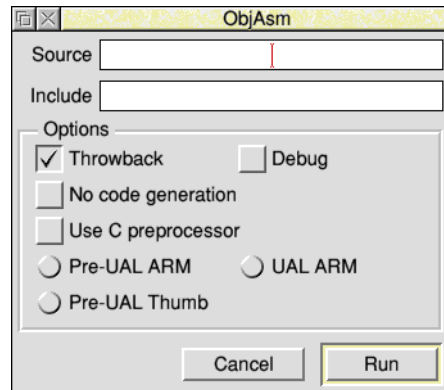 ObjAsm
Source
Include
Options
Throwback Debug
No code generation
Use C preprocessor
Pre-UAL ARM UAL ARM
Pre-UAL Thumb
Cancel Run